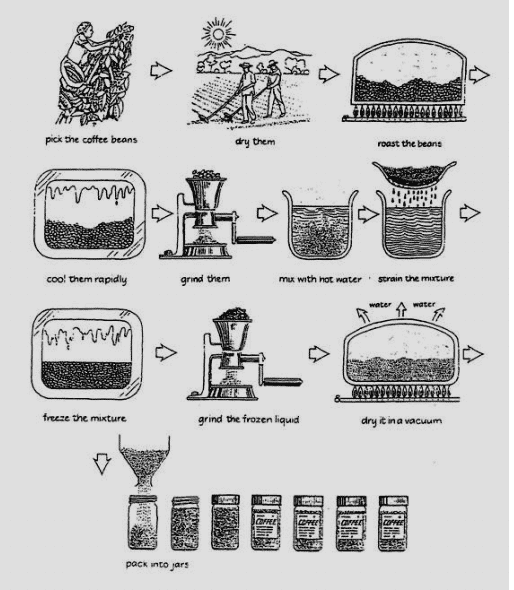 pick the coffee beans
dry them
roast the beans
cool them rapidly
grind them
mix with hot water
strain the mixture
water water
freeze the mixture
grind the frozen liquid
dry it in a vacuum
COFFEE
COFFEE
COFFEE
COFFEE
pack into jars